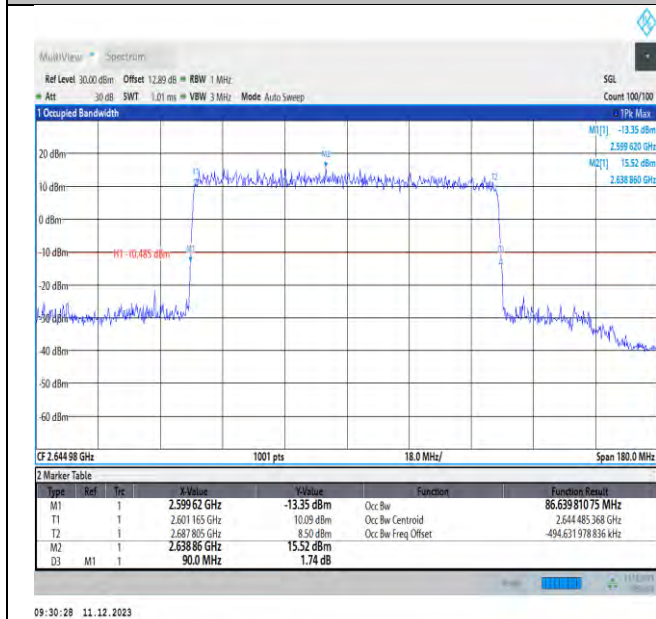 MultiView Spectrum
Ref Level 30.00 dBm Offset 12.89 dB RBW 1 MHz SGL
Att 30 dB SWT 1.01 ms VBW 3 MHz Mode Auto Sweep Count 100/100
1 Occupied Bandwidth 1Pk Max
M1[1] -13.35 dBm
2.599 620 GHz
M2[1] 15.52 dBm
2.638 860 GHz
20 dBm
M2
T1 T2
10 dBm
0 dBm
-10 dBm H1 -10.485 dBm M1
-20 dBm
-30 dBm
-40 dBm
-50 dBm
-60 dBm
CF 2.644 98 GHz 1001 pts 18.0 MHz/ Span 180.0 MHz
2 Marker Table
Type Ref Trc X-Value Y-Value Function Function Result
M1 1 2.599 62 GHz -13.35 dBm Occ Bw 86.639 810 75 MHz
T1 1 2.601 165 GHz 10.09 dBm Occ Bw Centroid 2.644 485 368 GHz
T2 1 2.687 805 GHz 8.50 dBm Occ Bw Freq Offset -494.631 978 836 kHz
M2 1 2.638 86 GHz 15.52 dBm
D3 M1 1 90.0 MHz 1.74 dB
09:30:28 11.12.2023